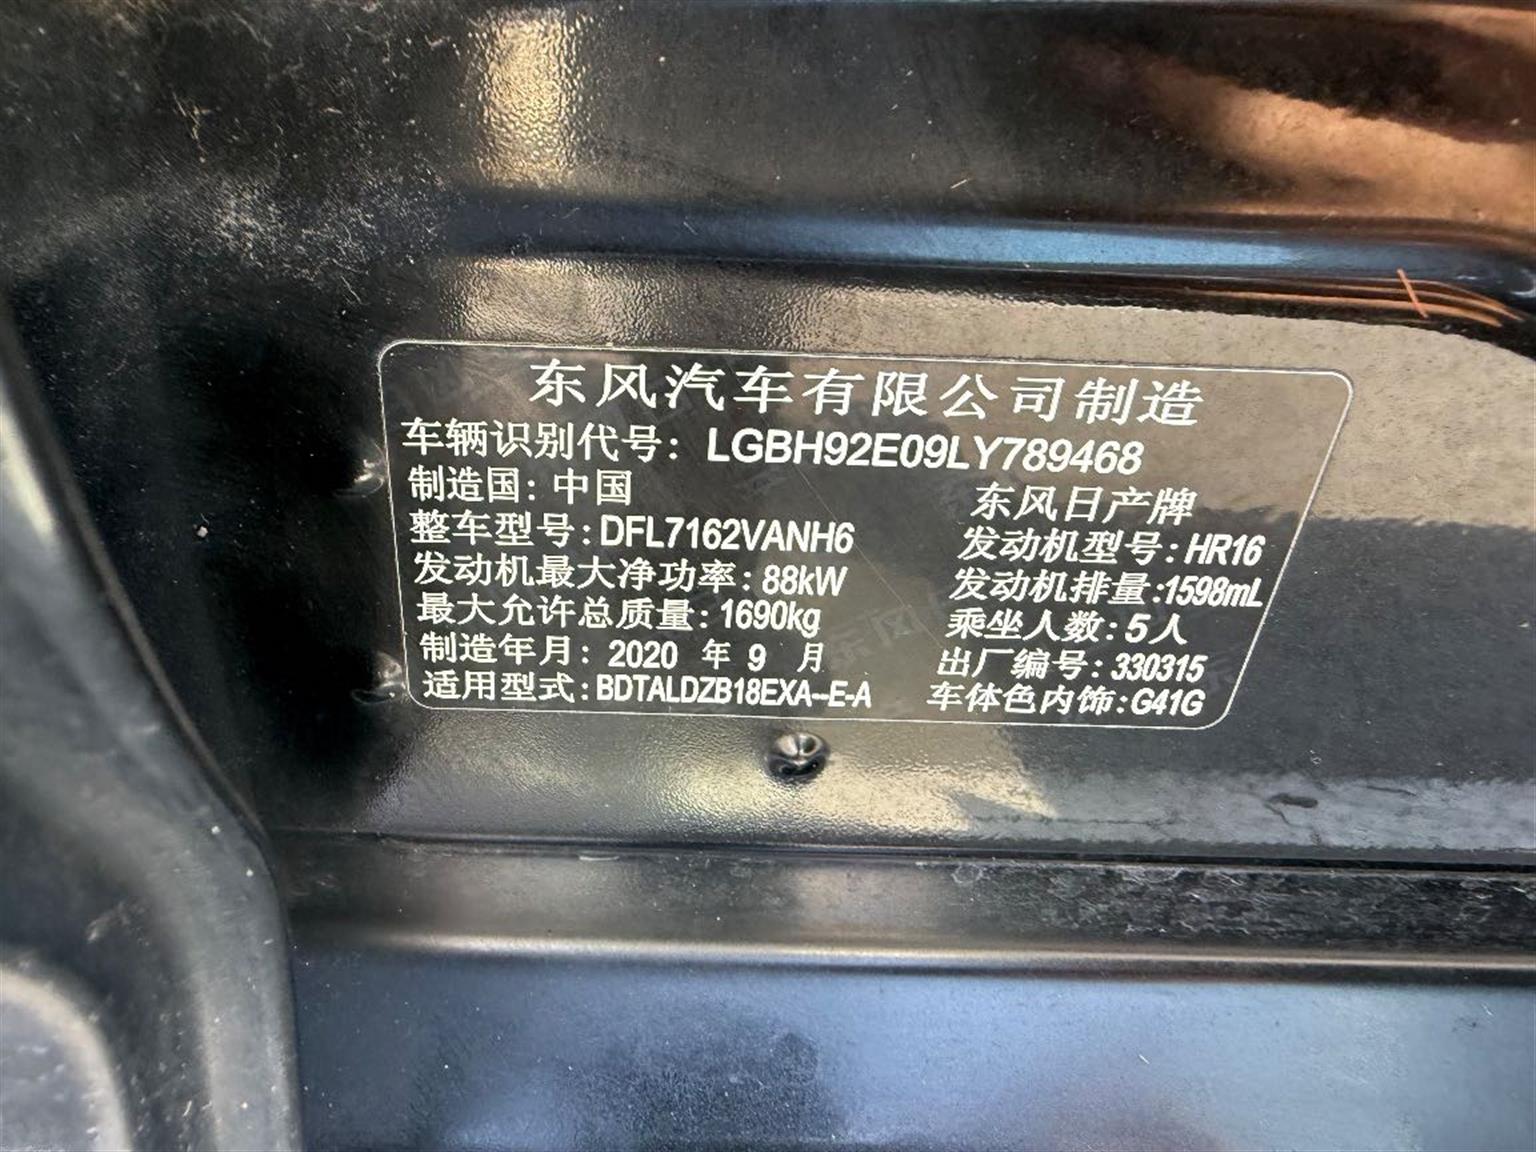 东风汽车有限公司制造
车辆识别代号：LGBH92E09LY789468
制造国：中国 东风日产牌
整车型号：DFL7162VANH6 发动机型号：HR16
发动机最大净功率：88kW 发动机排量：1598mL
最大允许总质量：1690kg 乘坐人数：5人
制造年月：2020 年 9 月 出厂编号：330315
适用型式：BDTALDZB18EXA--E-A 车体色内饰：G41G